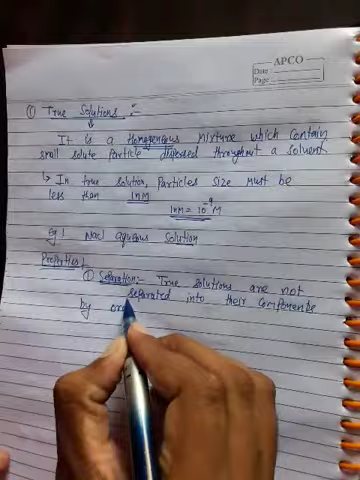 APCO
Date :
Page :
① True Solutions :-
It is a homogeneous mixture which contain
small solute particle dispersed throughout a solvent
↳ In true solution, particles size must be
less than 1nM
1nM = 10⁻⁹ M
eg! Nacl aqueous Solution
Properties!
① Separation:- True solutions are not
separated into their components
by